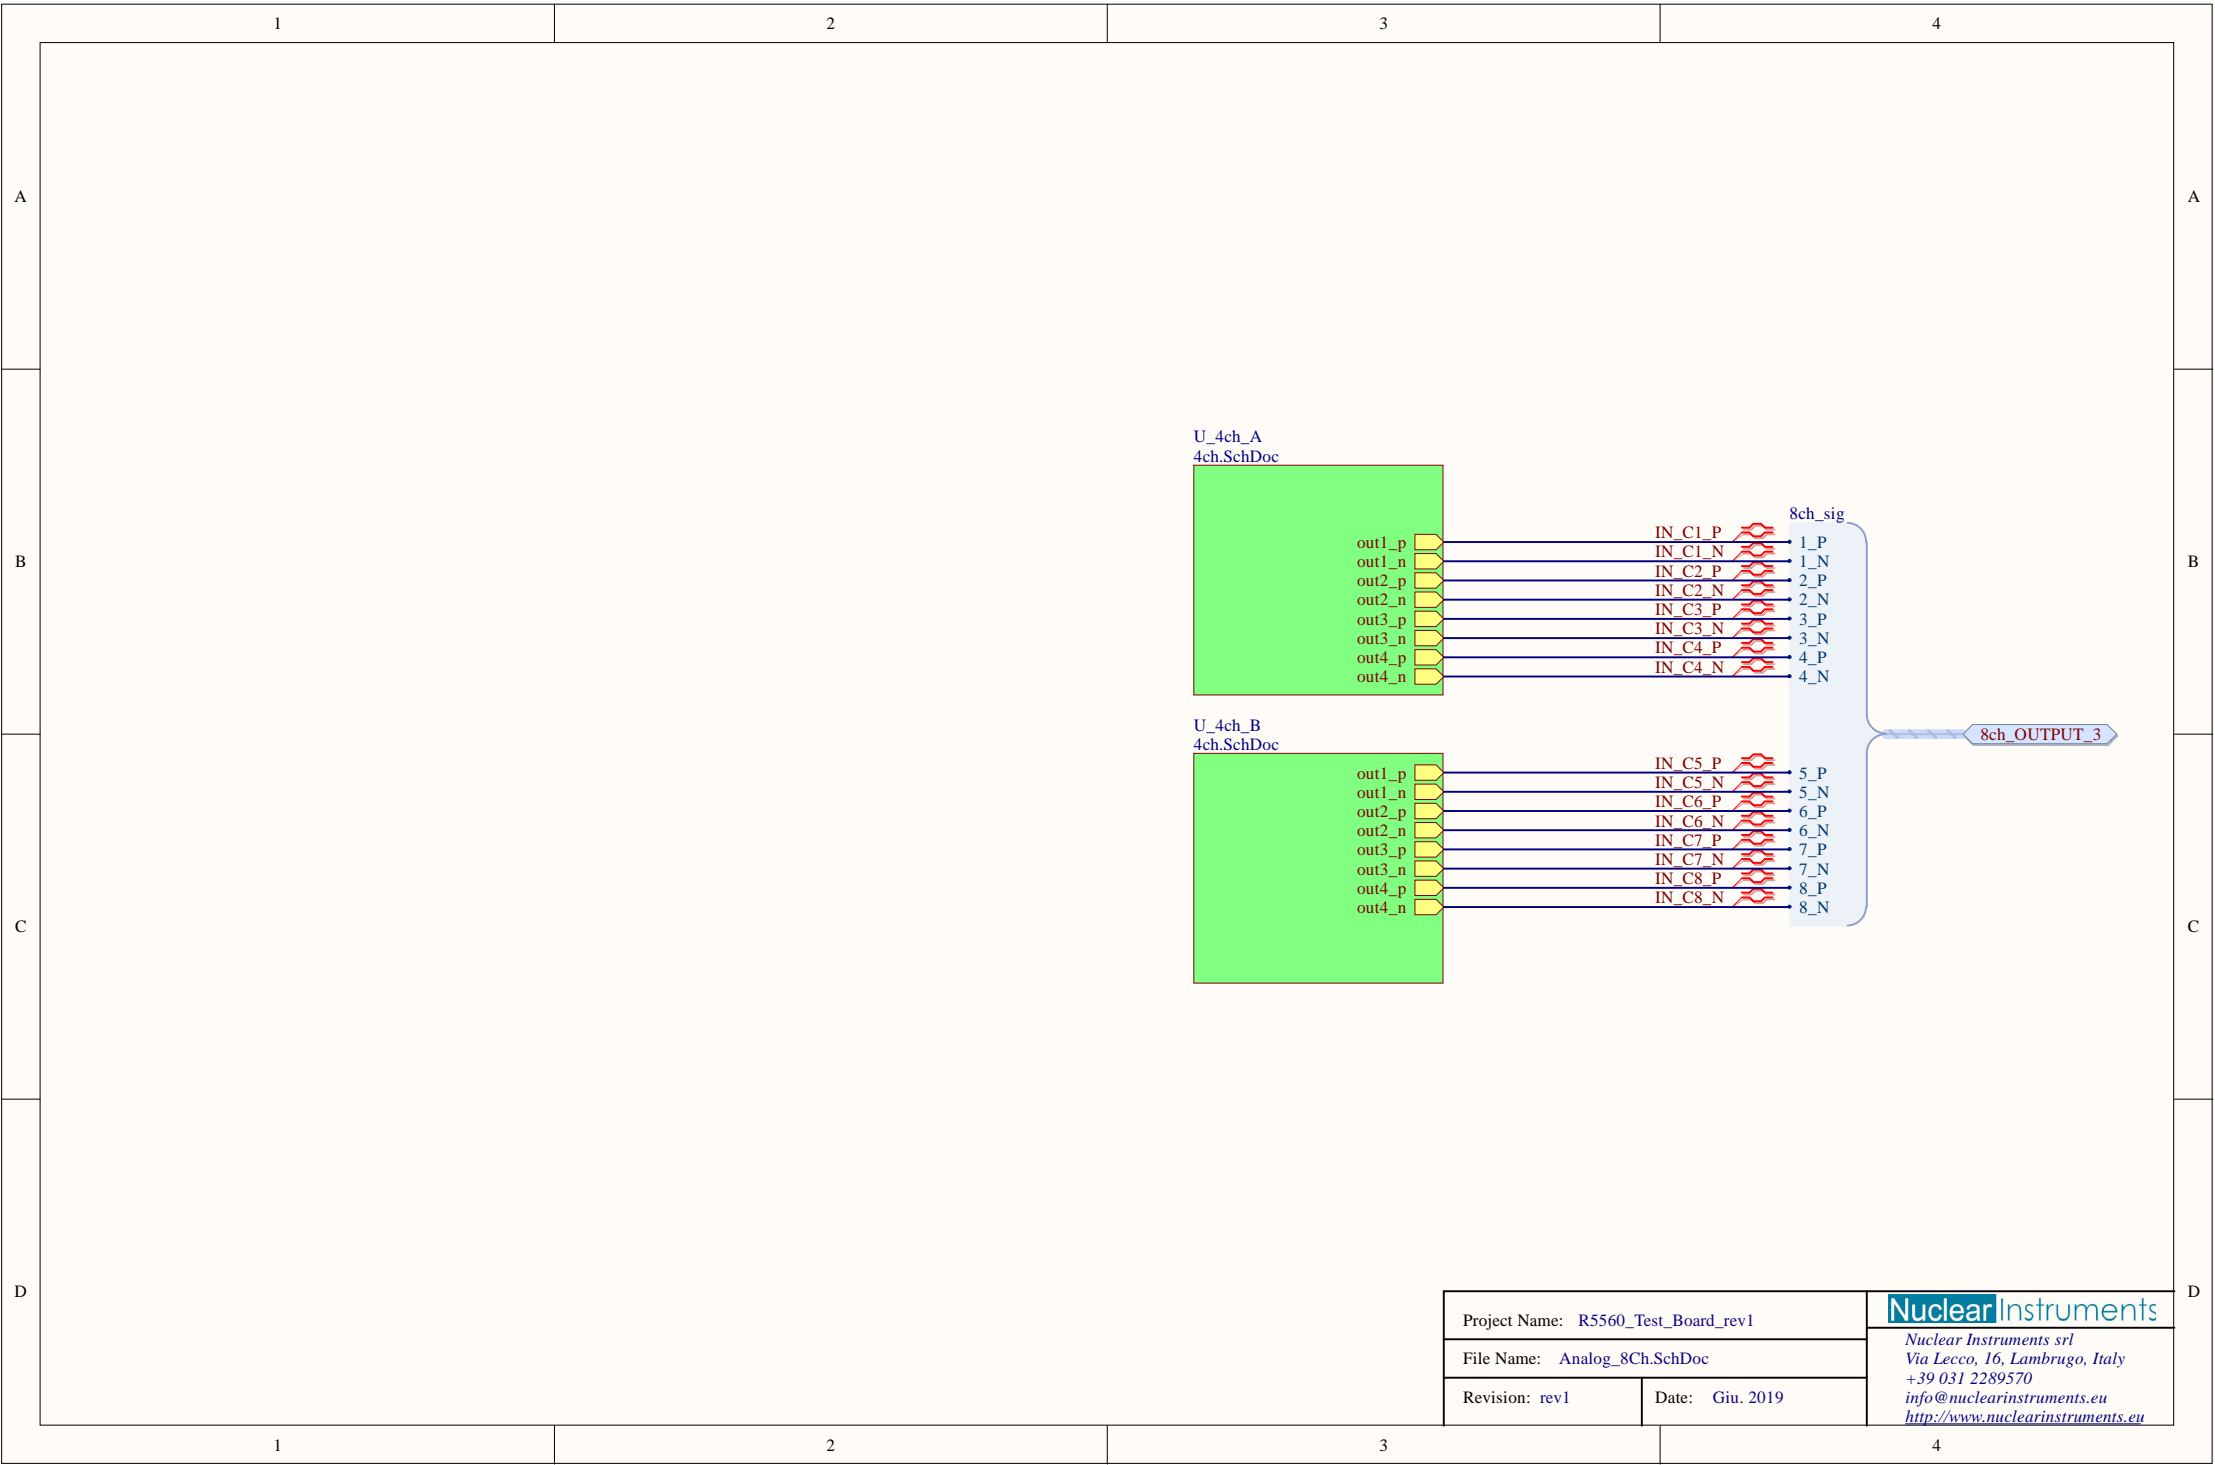 1 2 3 4
A A
B B
C C
D D
U_4ch_A
4ch.SchDoc
out1_p
out1_n
out2_p
out2_n
out3_p
out3_n
out4_p
out4_n
IN_C1_P
IN_C1_N
IN_C2_P
IN_C2_N
IN_C3_P
IN_C3_N
IN_C4_P
IN_C4_N
8ch_sig
1_P
1_N
2_P
2_N
3_P
3_N
4_P
4_N
U_4ch_B
4ch.SchDoc
out1_p
out1_n
out2_p
out2_n
out3_p
out3_n
out4_p
out4_n
IN_C5_P
IN_C5_N
IN_C6_P
IN_C6_N
IN_C7_P
IN_C7_N
IN_C8_P
IN_C8_N
5_P
5_N
6_P
6_N
7_P
7_N
8_P
8_N
8ch_OUTPUT_3
Project Name: R5560_Test_Board_rev1
File Name: Analog_8Ch.SchDoc
Revision: rev1
Date: Giu. 2019
Nuclear Instruments
Nuclear Instruments srl
Via Lecco, 16, Lambrugo, Italy
+39 031 2289570
info@nuclearinstruments.eu
http://www.nuclearinstruments.eu
1 2 3 4